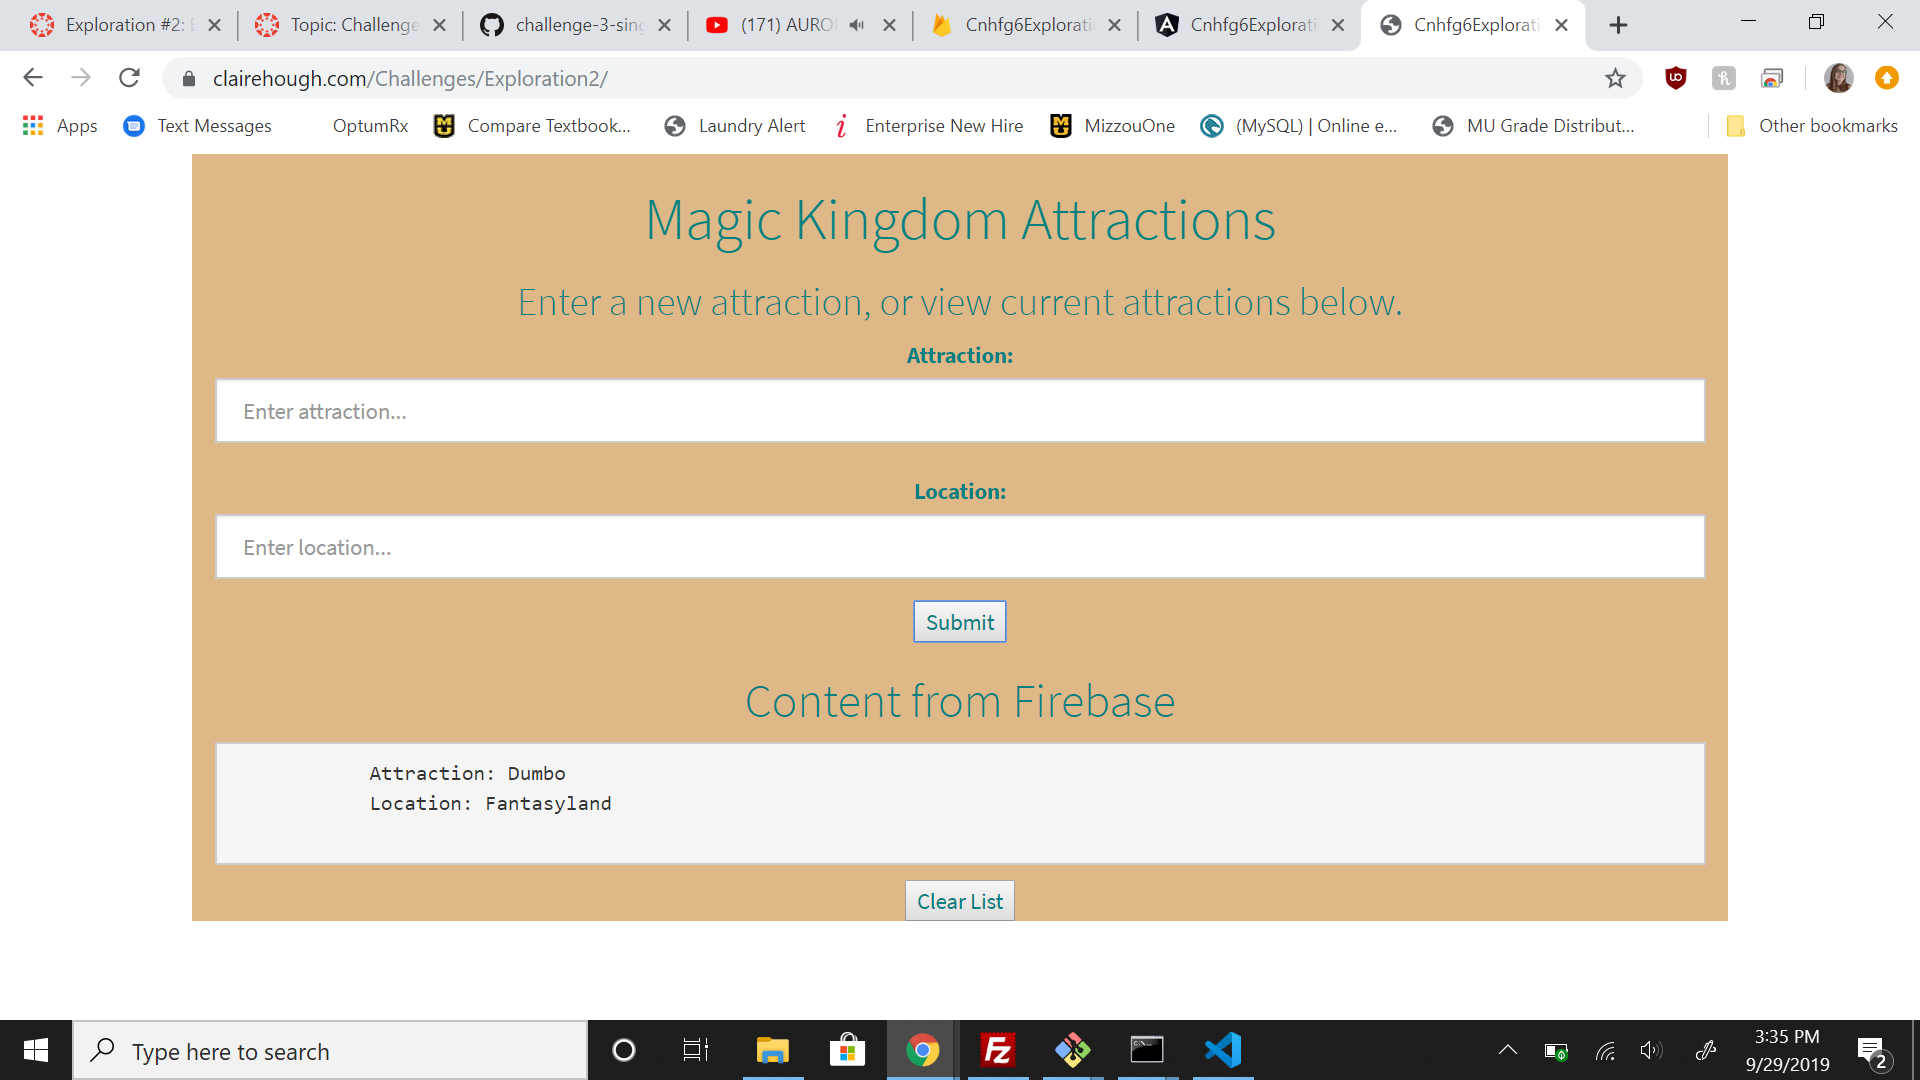 Exploration #2: E
Topic: Challenge
challenge-3-sing
(171) AURO
Cnhfg6Explorati
Cnhfg6Explorati
Cnhfg6Explorati
clairehough.com/Challenges/Exploration2/
Apps
Text Messages
OptumRx
Compare Textbook...
Laundry Alert
Enterprise New Hire
MizzouOne
(MySQL) | Online e...
MU Grade Distribut...
Other bookmarks
Magic Kingdom Attractions
Enter a new attraction, or view current attractions below.
Attraction:
Enter attraction...
Location:
Enter location...
Submit
Content from Firebase
Attraction: Dumbo
Location: Fantasyland
Clear List
Type here to search
3:35 PM
9/29/2019
2